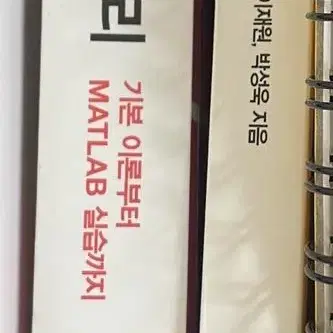 리
기본 이론부터
MATLAB 실습까지
이재원, 박성욱 지음